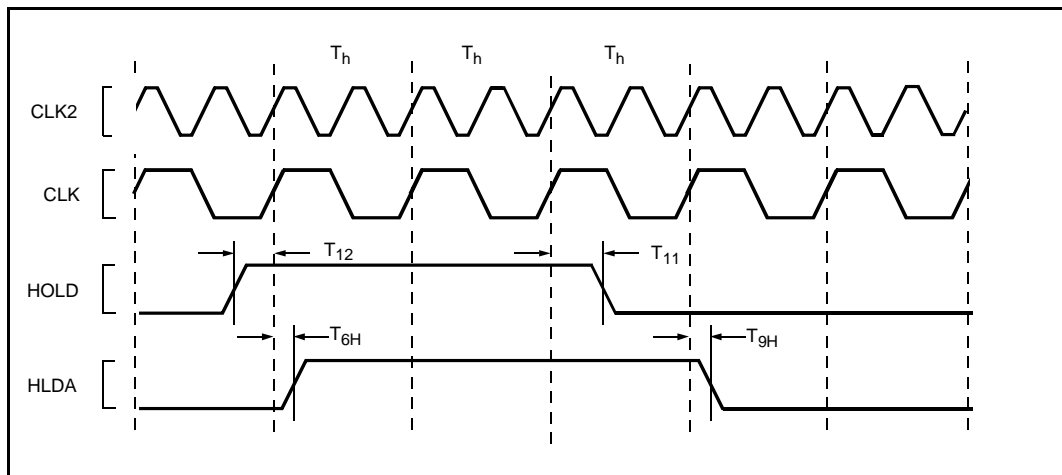 Th Th Th
CLK2
CLK
T12 T11
HOLD
T6H T9H
HLDA